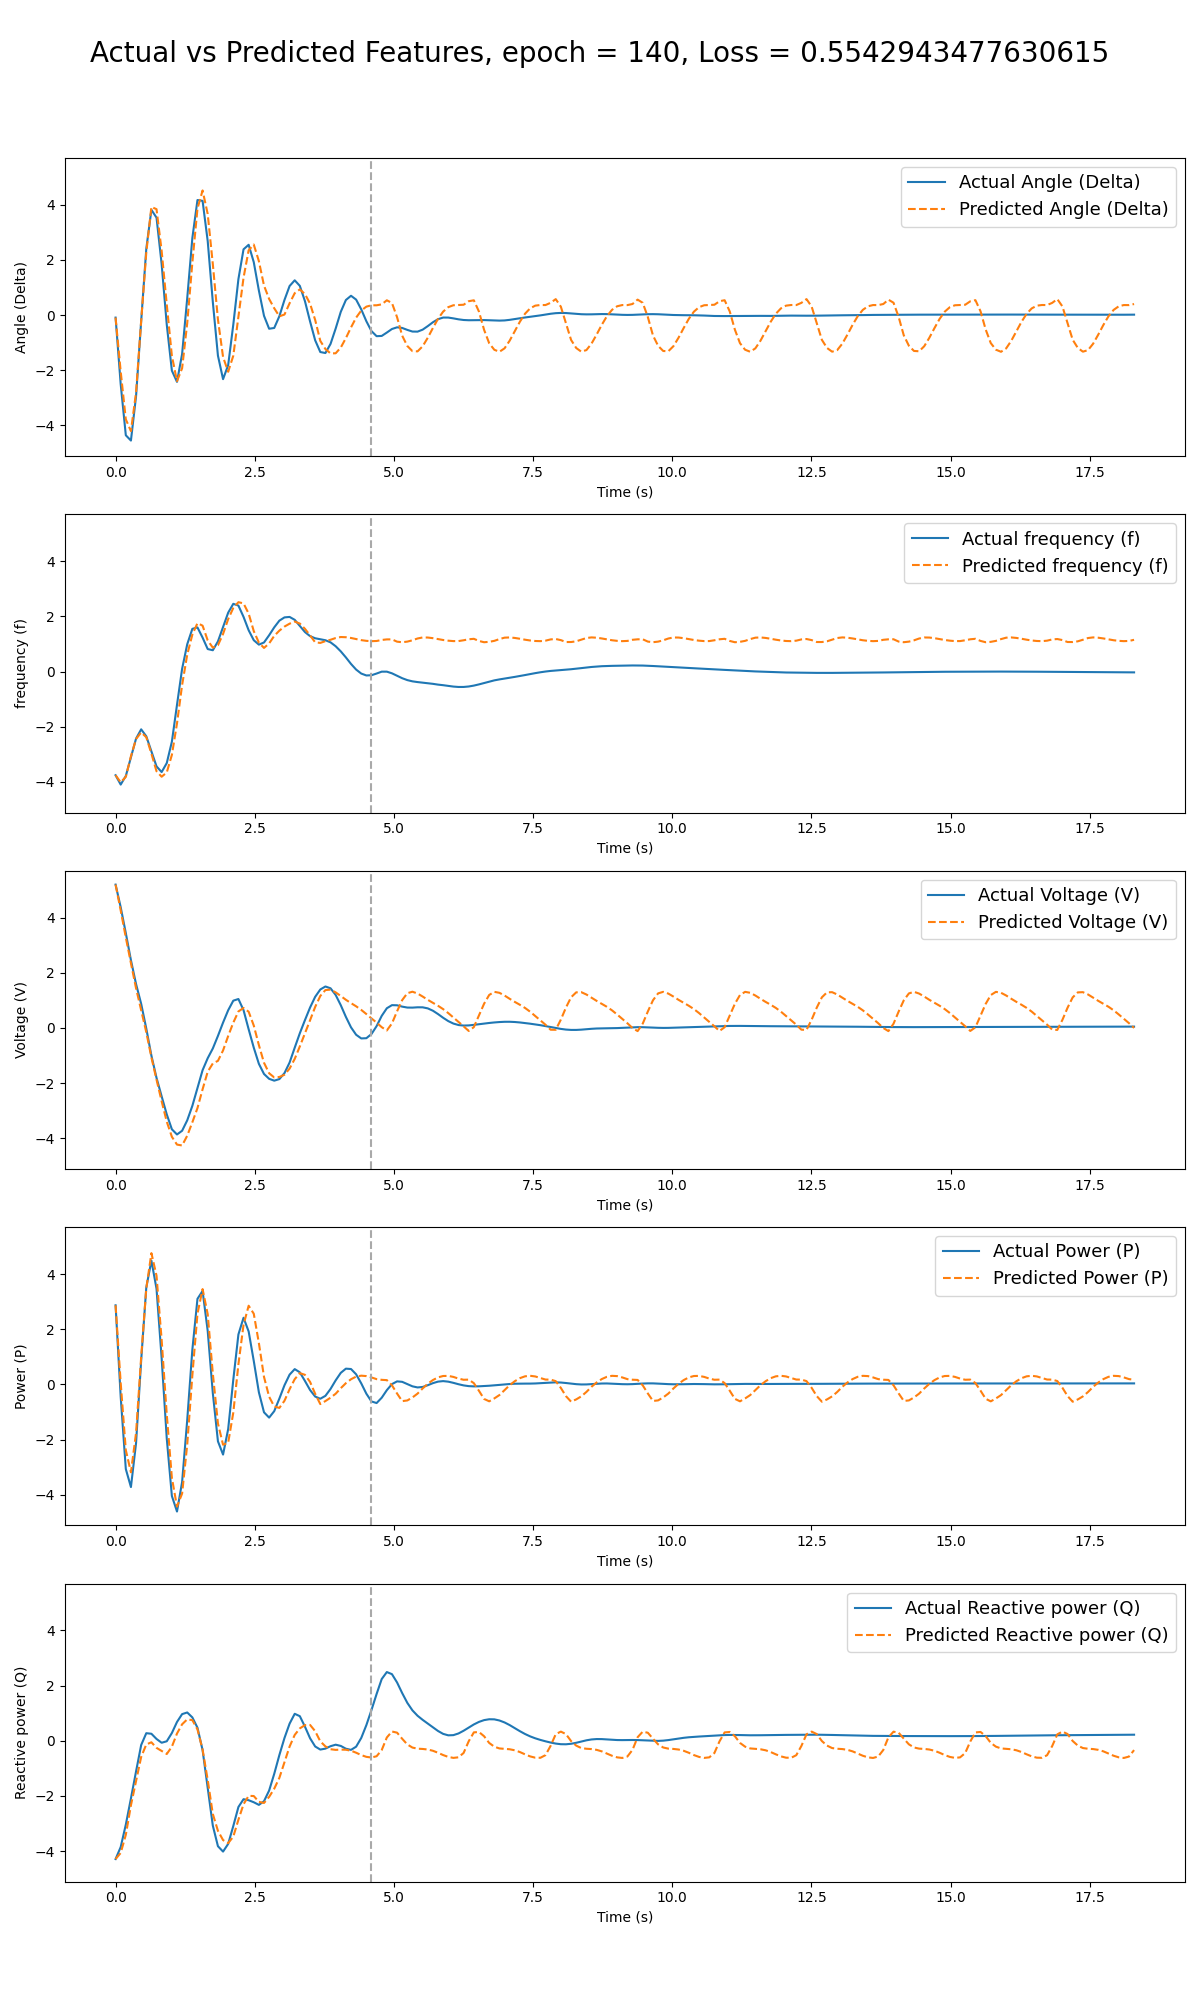 Actual vs Predicted Features, epoch = 140, Loss = 0.5542943477630615
Actual Angle (Delta)
Predicted Angle (Delta)
Angle (Delta)
4
2
0
−2
−4
0.0 2.5 5.0 7.5 10.0 12.5 15.0 17.5
Time (s)
Actual frequency (f)
Predicted frequency (f)
frequency (f)
4
2
0
−2
−4
0.0 2.5 5.0 7.5 10.0 12.5 15.0 17.5
Time (s)
Actual Voltage (V)
Predicted Voltage (V)
Voltage (V)
4
2
0
−2
−4
0.0 2.5 5.0 7.5 10.0 12.5 15.0 17.5
Time (s)
Actual Power (P)
Predicted Power (P)
Power (P)
4
2
0
−2
−4
0.0 2.5 5.0 7.5 10.0 12.5 15.0 17.5
Time (s)
Actual Reactive power (Q)
Predicted Reactive power (Q)
Reactive power (Q)
4
2
0
−2
−4
0.0 2.5 5.0 7.5 10.0 12.5 15.0 17.5
Time (s)